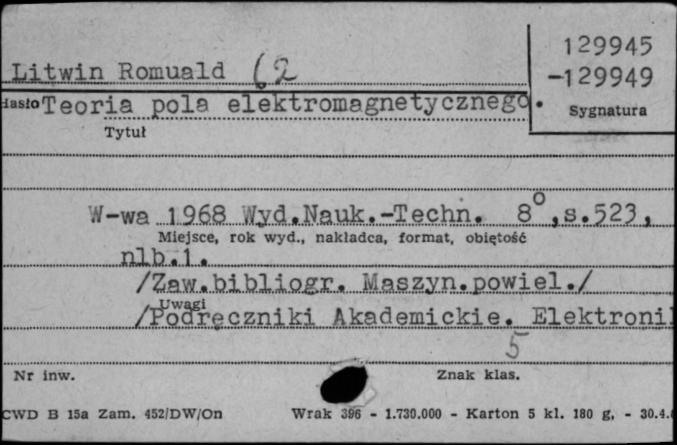 129945
Litwin Romuald 62
-129949
Hasło Teoria pola elektromagnetycznego.
Sygnatura
Tytuł
W-wa 1968 Wyd.Nauk.-Techn. 8°,s.523,
Miejsce, rok wyd., nakładca, format, objętość
nlb.1.
/Zaw.bibliogr. Maszyn.powiel./
Uwagi
/Podręczniki Akademickie. Elektroni
5
Nr inw.
Znak klas.
CWD B 15a Zam. 452/DW/On Wrak 396 - 1.730.000 - Karton 5 kl. 180 g, - 30.4.